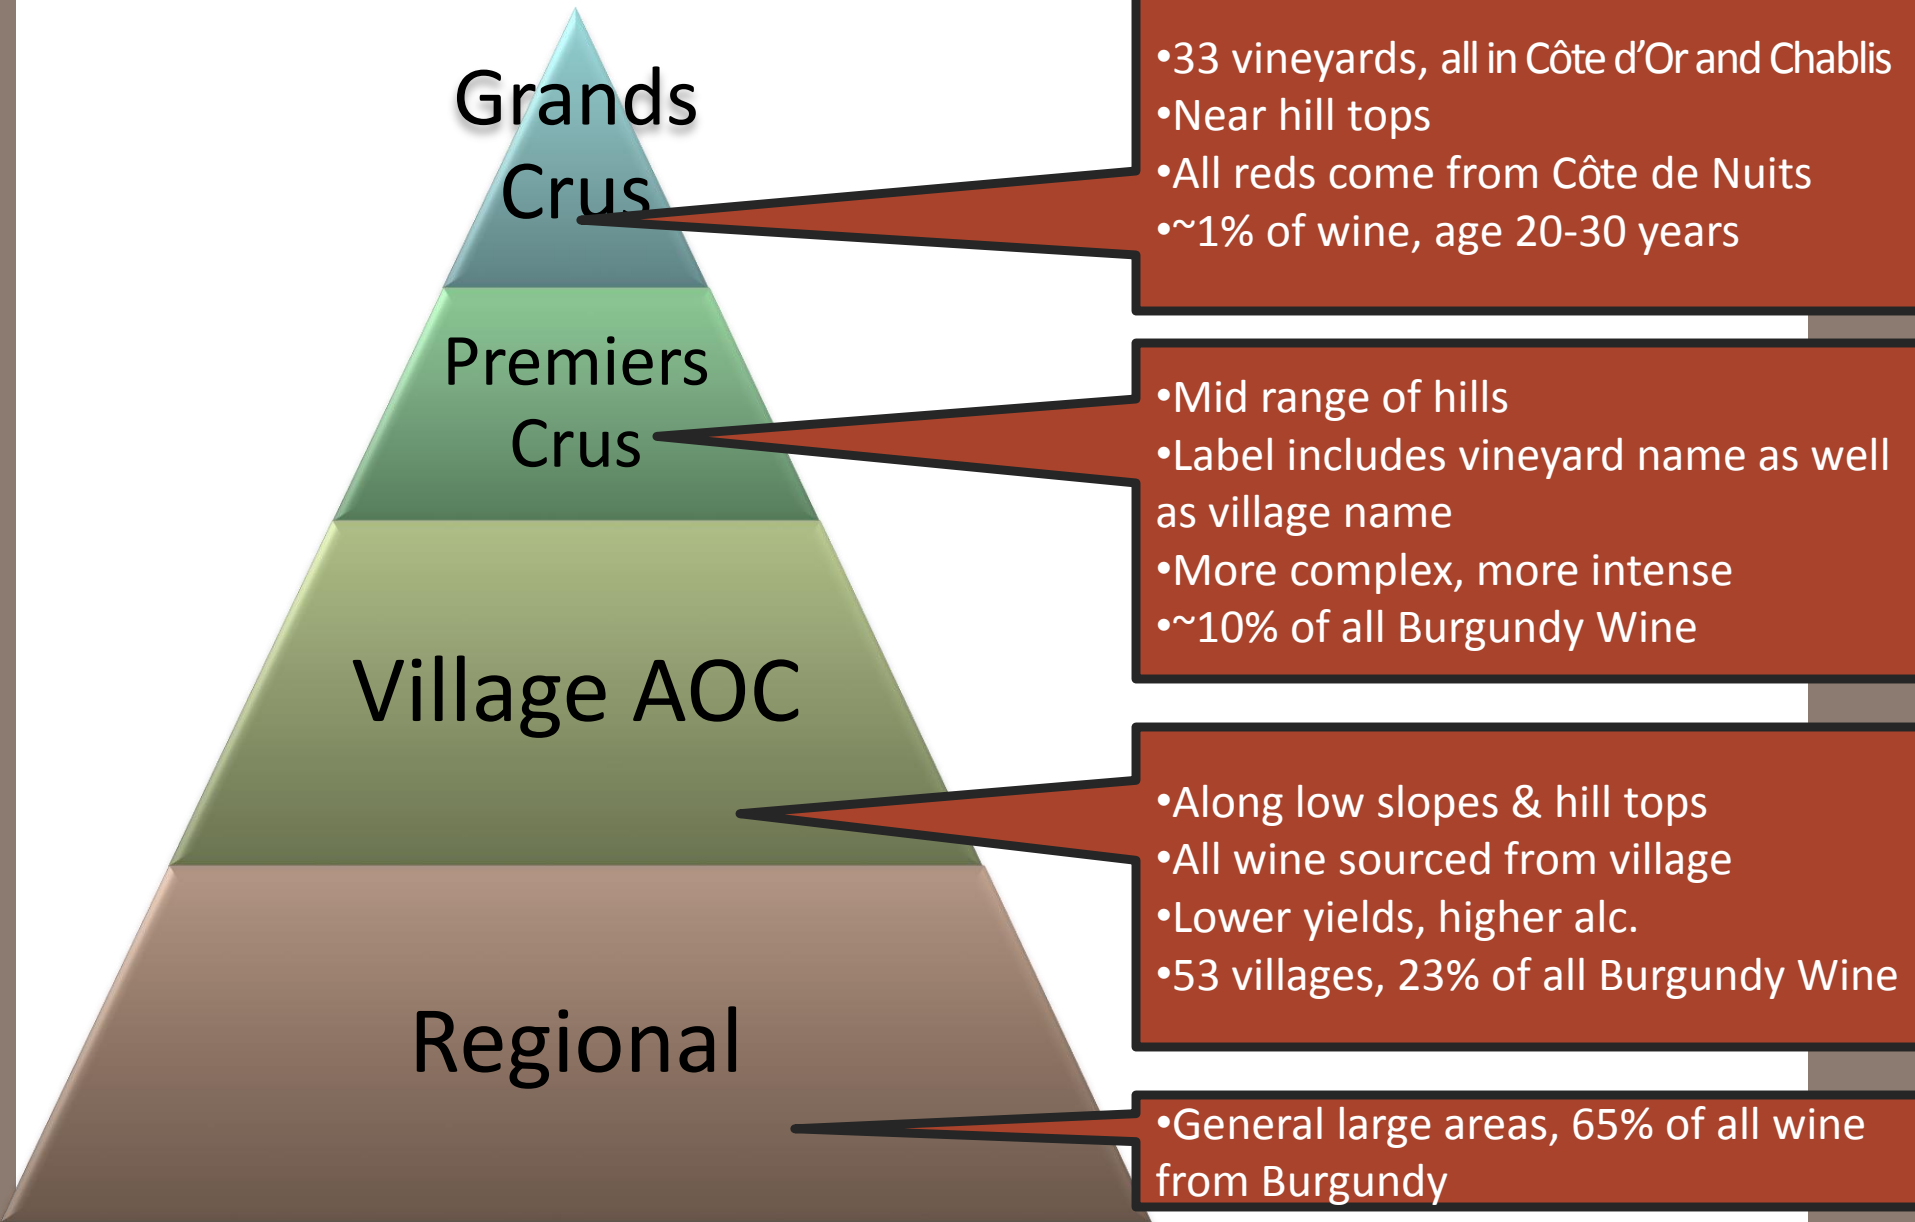 Grands
Crus
•33 vineyards, all in Côte d’Or and Chablis
•Near hill tops
•All reds come from Côte de Nuits
•~1% of wine, age 20-30 years
Premiers
Crus
•Mid range of hills
•Label includes vineyard name as well
as village name
•More complex, more intense
•~10% of all Burgundy Wine
Village AOC
•Along low slopes & hill tops
•All wine sourced from village
•Lower yields, higher alc.
•53 villages, 23% of all Burgundy Wine
Regional
•General large areas, 65% of all wine
from Burgundy